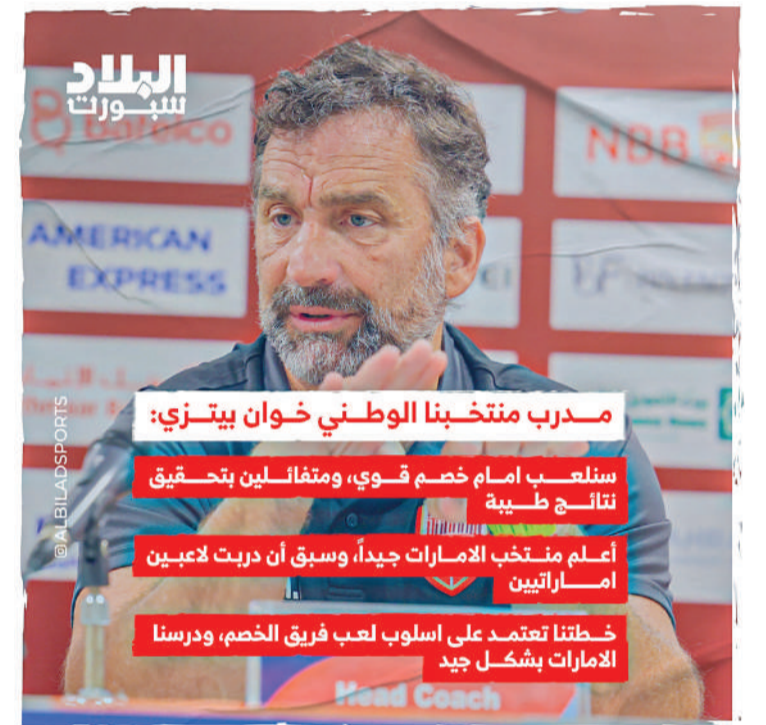 البلاد
سبورت
Batelco
NBB
AMERICAN
EXPRESS
@ALBILADSPORTS
مدرب منتخبنا الوطني خوان بيتزي:
سنلعب امام خصم قوي، ومتفائلين بتحقيق
نتائج طيبة
أعلم منتخب الامارات جيداً، وسبق أن دربت لاعبين
اماراتيين
خطتنا تعتمد على اسلوب لعب فريق الخصم، ودرسنا
الامارات بشكل جيد
Head Coach